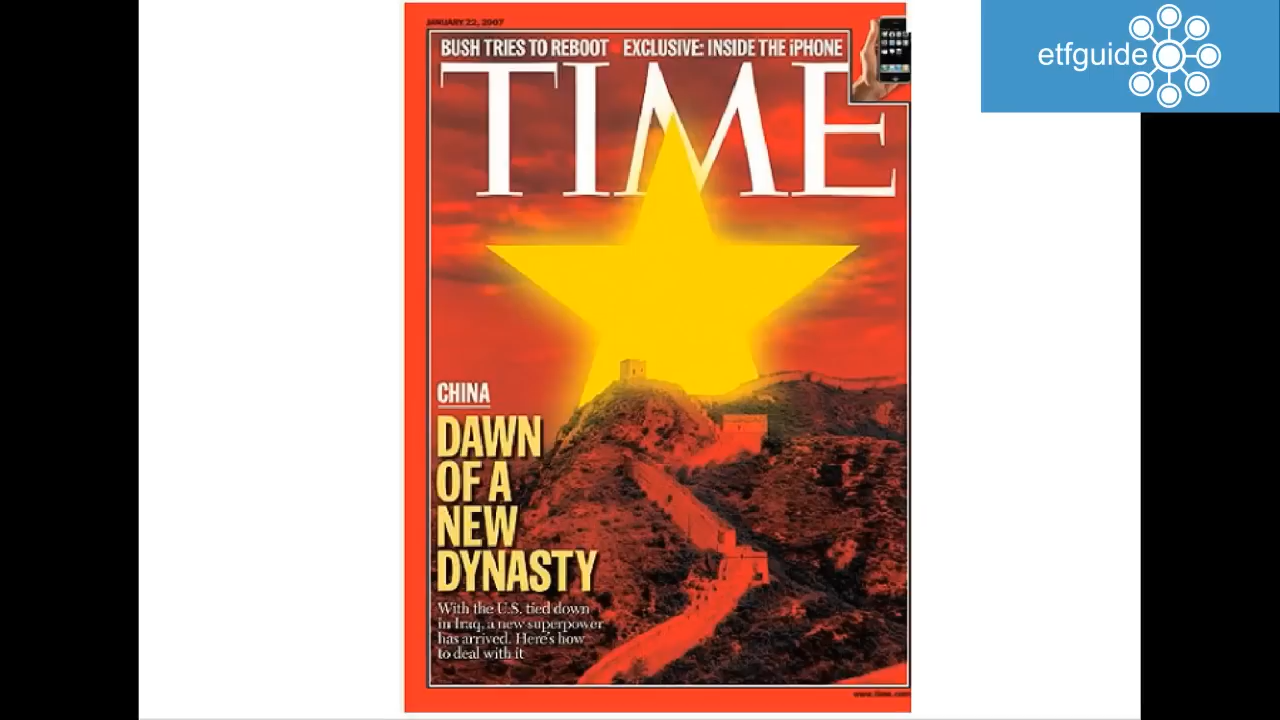 JANUARY 22, 2007
etfguide
BUSH TRIES TO REBOOT EXCLUSIVE: INSIDE THE iPHONE
TIME
CHINA
DAWN
OF A
NEW
DYNASTY
With the U.S. tied down
in Iraq, a new superpower
has arrived. Here's how
to deal with it
www.time.com